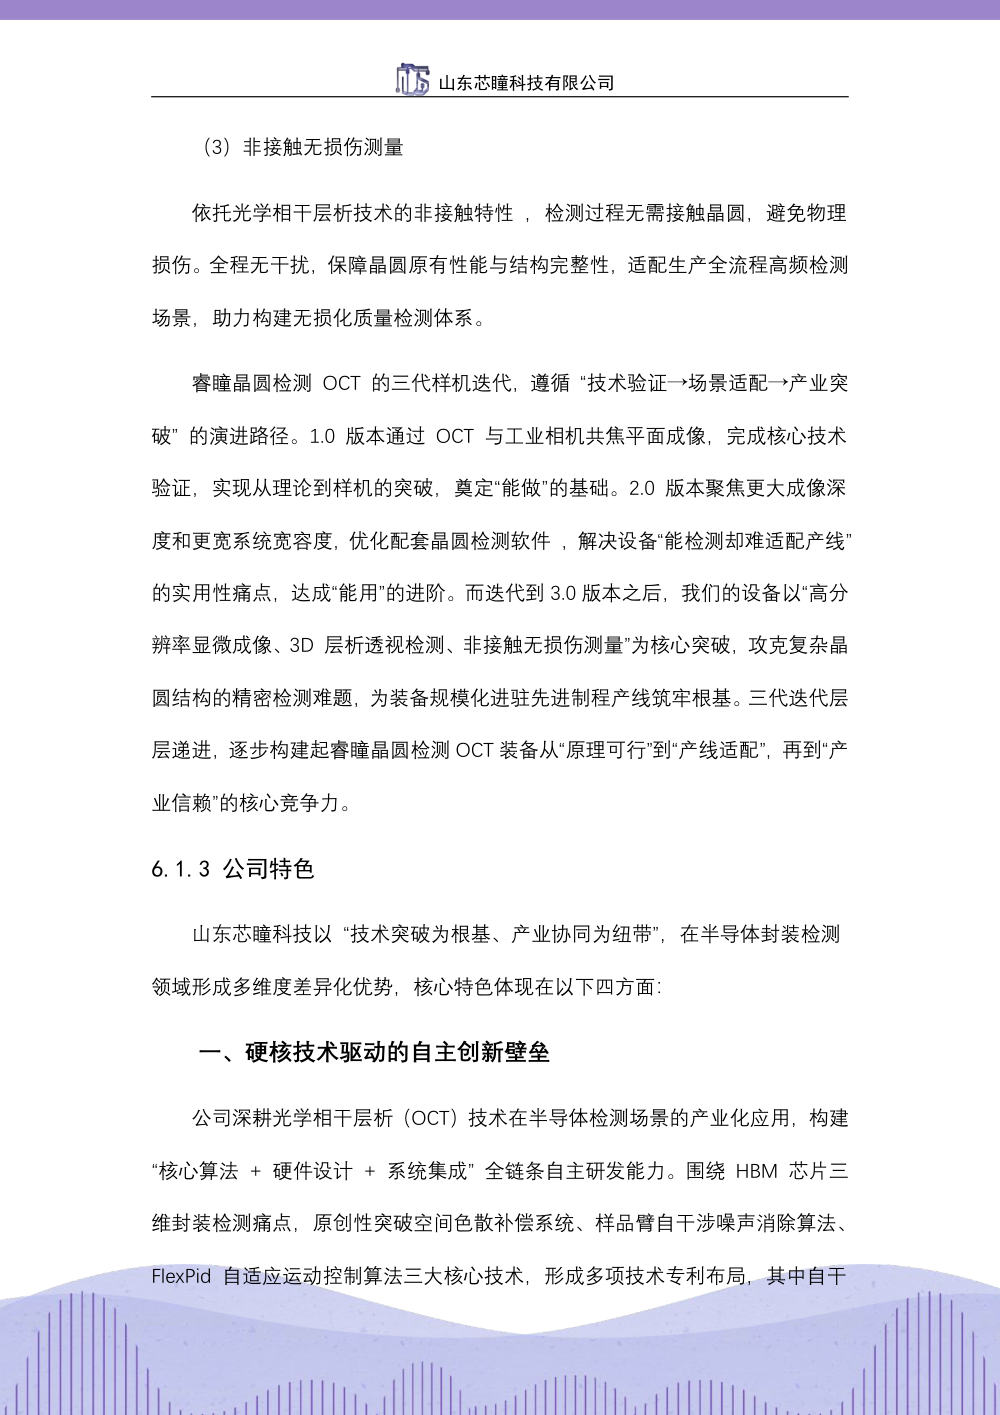 山东芯瞳科技有限公司
（3）非接触无损伤测量
依托光学相干层析技术的非接触特性 ，检测过程无需接触晶圆，避免物理
损伤。全程无干扰，保障晶圆原有性能与结构完整性，适配生产全流程高频检测
场景，助力构建无损化质量检测体系。
睿瞳晶圆检测 OCT 的三代样机迭代，遵循 “技术验证→场景适配→产业突
破” 的演进路径。1.0 版本通过 OCT 与工业相机共焦平面成像，完成核心技术
验证，实现从理论到样机的突破，奠定“能做”的基础。2.0 版本聚焦更大成像深
度和更宽系统宽容度，优化配套晶圆检测软件 ，解决设备“能检测却难适配产线”
的实用性痛点，达成“能用”的进阶。而迭代到 3.0 版本之后，我们的设备以“高分
辨率显微成像、3D 层析透视检测、非接触无损伤测量”为核心突破，攻克复杂晶
圆结构的精密检测难题，为装备规模化进驻先进制程产线筑牢根基。三代迭代层
层递进，逐步构建起睿瞳晶圆检测 OCT 装备从“原理可行”到“产线适配”，再到“产
业信赖”的核心竞争力。
6.1.3 公司特色
山东芯瞳科技以 “技术突破为根基、产业协同为纽带”，在半导体封装检测
领域形成多维度差异化优势，核心特色体现在以下四方面：
一、硬核技术驱动的自主创新壁垒
公司深耕光学相干层析（OCT）技术在半导体检测场景的产业化应用，构建
“核心算法 + 硬件设计 + 系统集成” 全链条自主研发能力。围绕 HBM 芯片三
维封装检测痛点，原创性突破空间色散补偿系统、样品臂自干涉噪声消除算法、
FlexPid 自适应运动控制算法三大核心技术，形成多项技术专利布局，其中自干